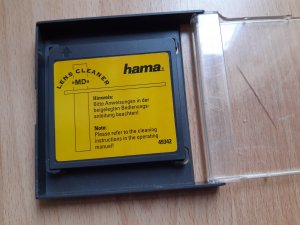 LENS CLEANER
•MD•
hama®
Hinweis:
Bitte Anweisungen in der
beigelegten Bedienungs-
anleitung beachten!
Note:
Please refer to the cleaning
instructions in the operating
manual!
49342